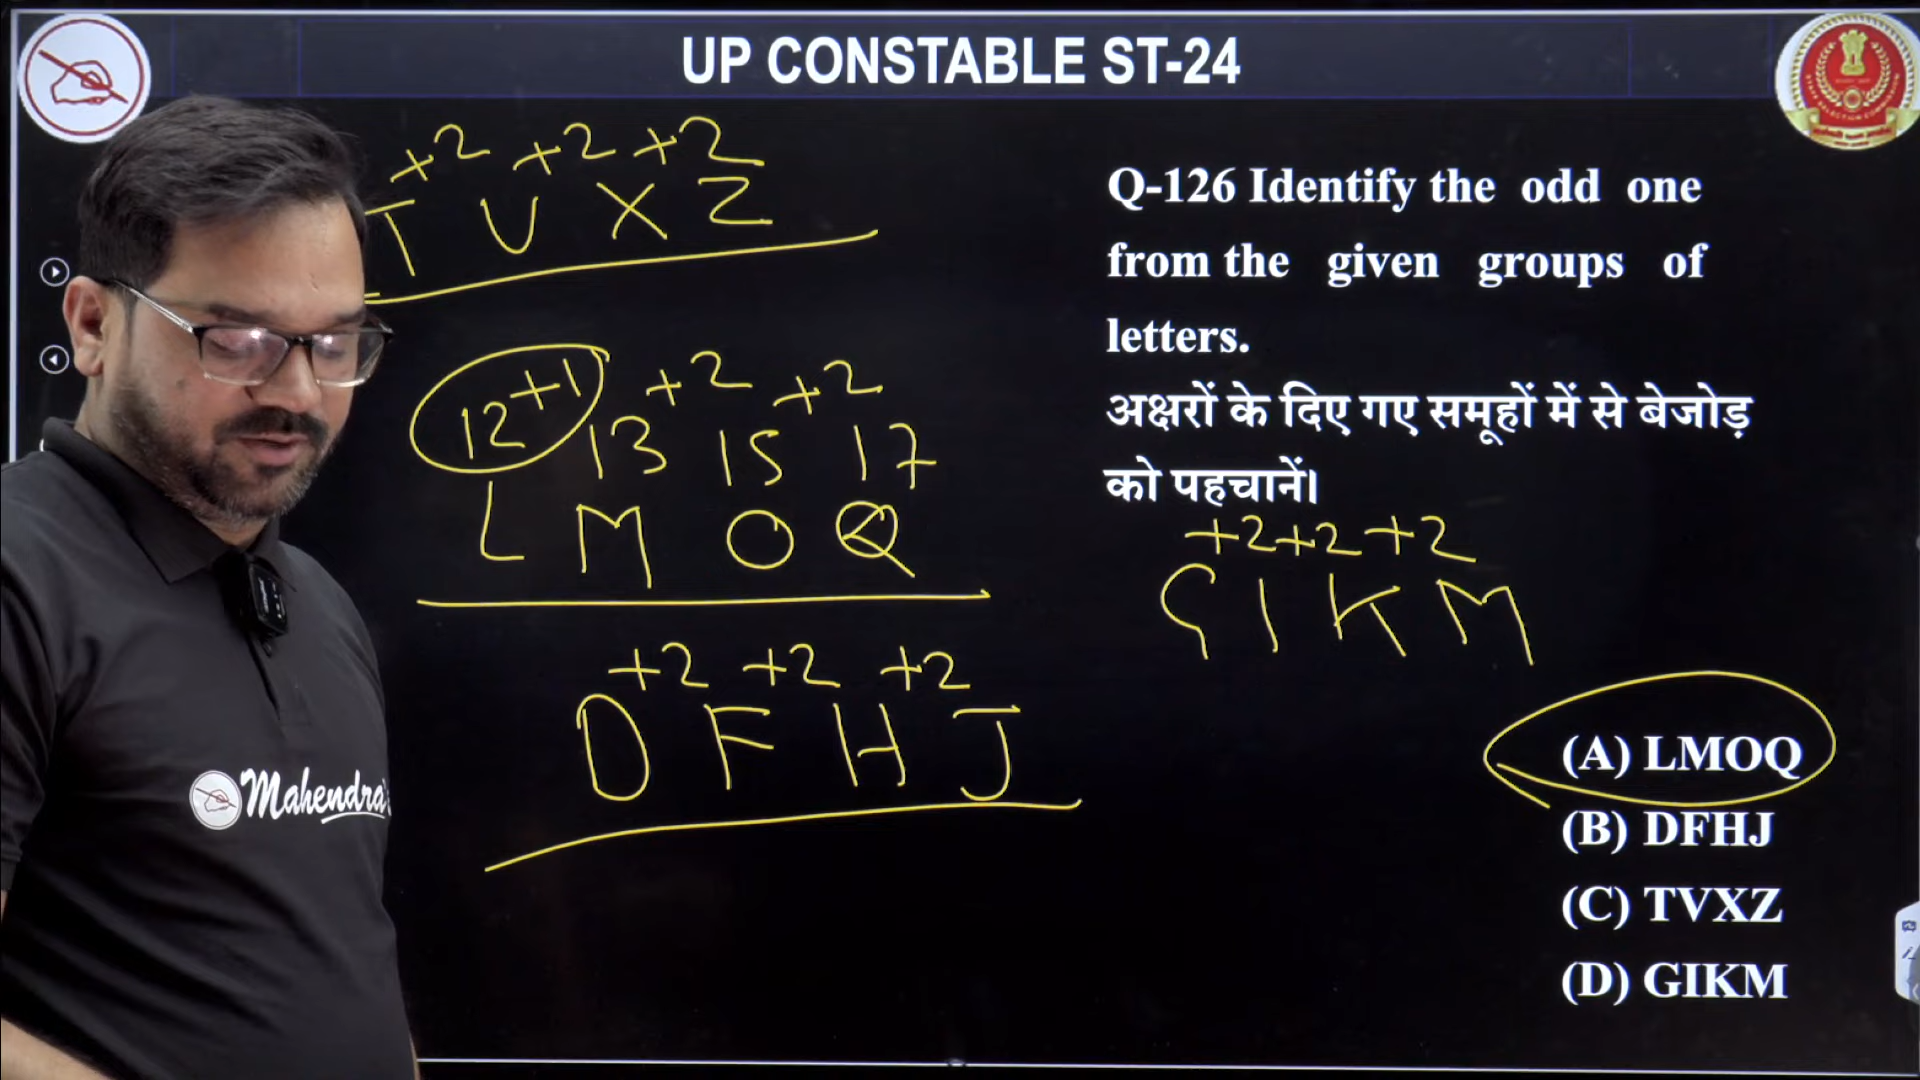 UP CONSTABLE ST-24
+2 +2 +2
T V X Z
12 +1 13 +2 15 +2 17
L M O Q
+2 +2 +2
D F H J
Mahendra's
Q-126 Identify the odd one
from the given groups of
letters.
अक्षरों के दिए गए समूहों में से बेजोड़
को पहचानें।
+2 +2 +2
G I K M
(A) LMOQ
(B) DFHJ
(C) TVXZ
(D) GIKM